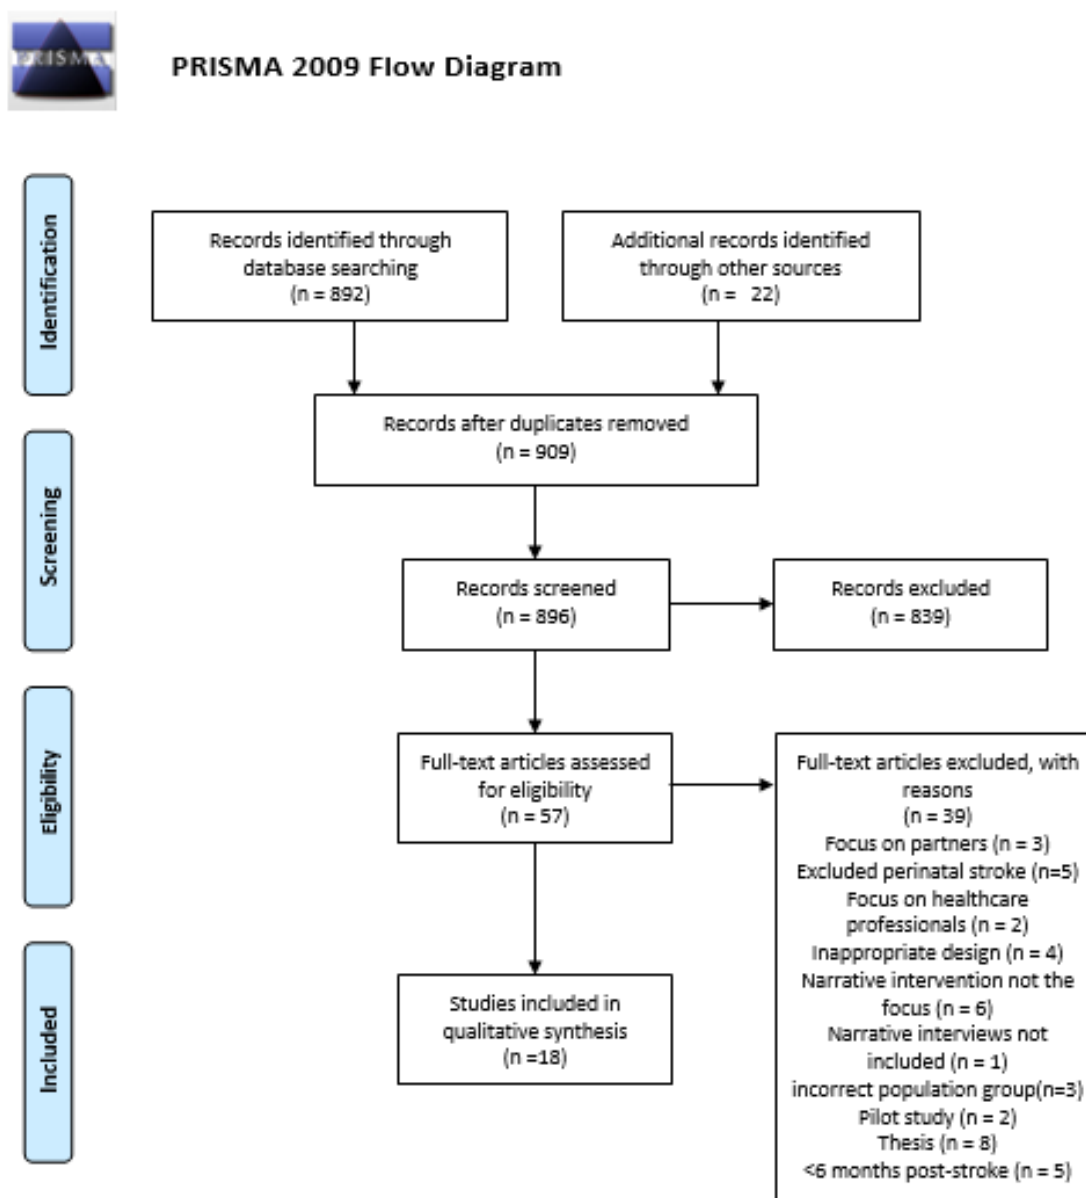 PRISMA
PRISMA 2009 Flow Diagram
Identification
Records identified through
database searching
(n = 892)
Additional records identified
through other sources
(n = 22)
Records after duplicates removed
(n = 909)
Screening
Records screened
(n = 896)
Records excluded
(n = 839)
Eligibility
Full-text articles assessed
for eligibility
(n = 57)
Full-text articles excluded, with
reasons
(n = 39)
Focus on partners (n = 3)
Excluded perinatal stroke (n=5)
Focus on healthcare
professionals (n = 2)
Inappropriate design (n = 4)
Narrative intervention not the
focus (n = 6)
Narrative interviews not
included (n = 1)
incorrect population group(n=3)
Pilot study (n = 2)
Thesis (n = 8)
<6 months post-stroke (n = 5)
Included
Studies included in
qualitative synthesis
(n =18)